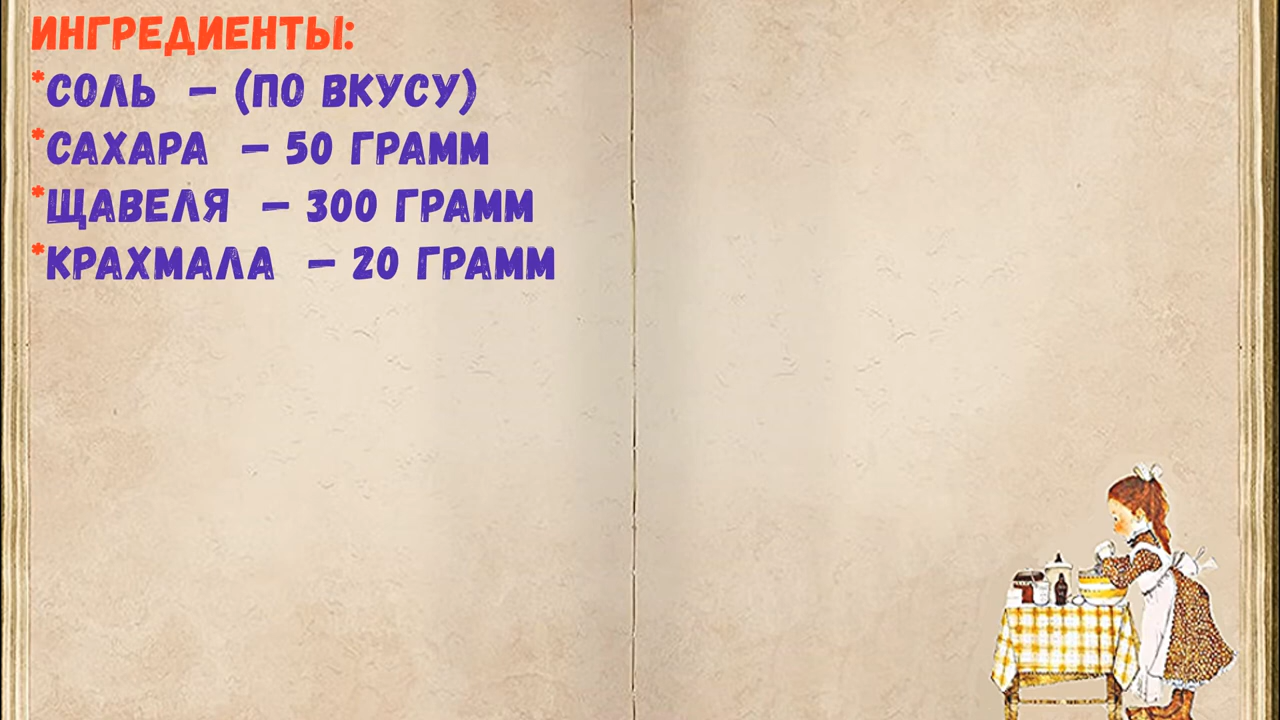 ИНГРЕДИЕНТЫ:
*СОЛЬ – (ПО ВКУСУ)
*САХАРА – 50 ГРАММ
*ЩАВЕЛЯ – 300 ГРАММ
*КРАХМАЛА – 20 ГРАММ